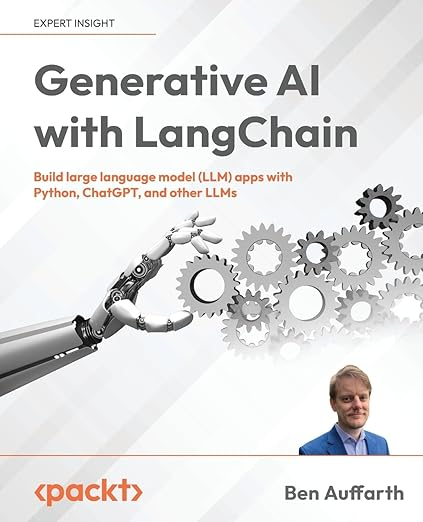 EXPERT INSIGHT
Generative AI
with LangChain
Build large language model (LLM) apps with
Python, ChatGPT, and other LLMs
<packt>
Ben Auffarth